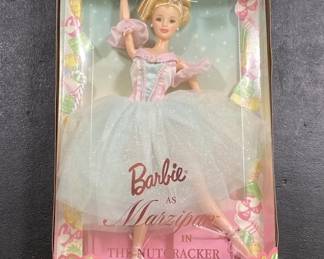 Barbie
AS
Marzipan
IN
THE NUTCRACKER